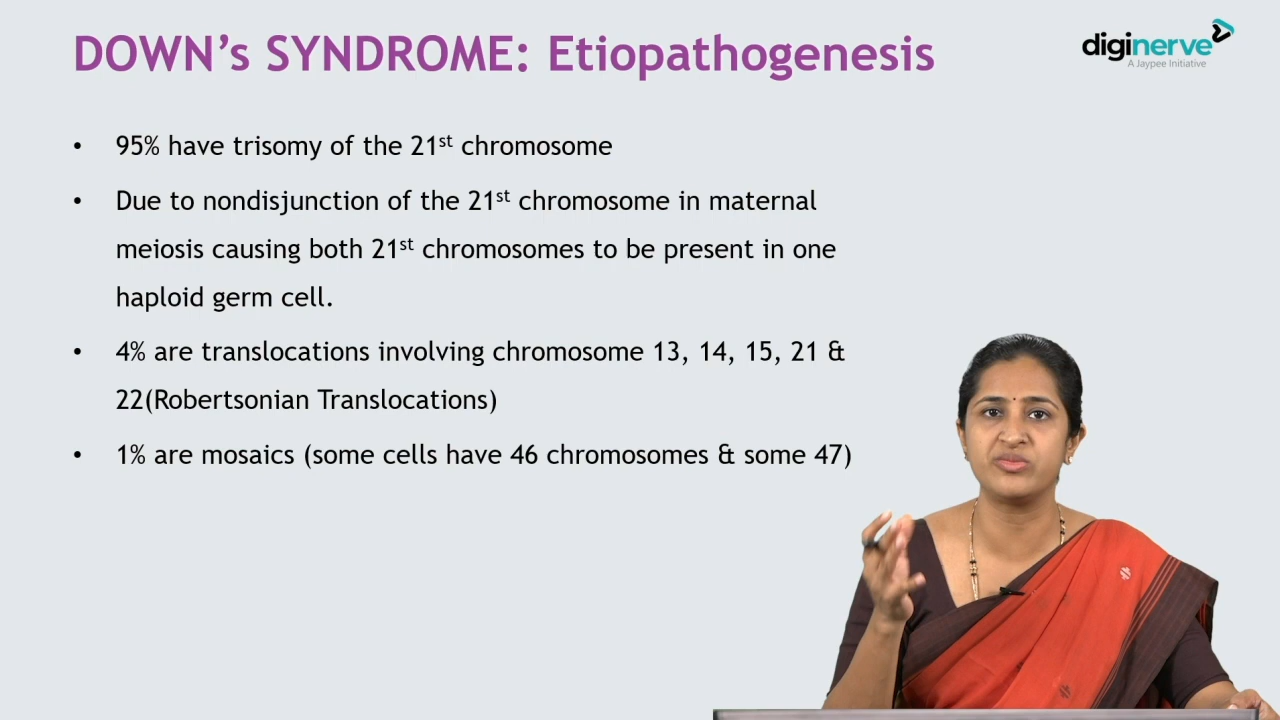 DOWN's SYNDROME: Etiopathogenesis
diginerve
A Jaypee Initiative
• 95% have trisomy of the 21st chromosome
• Due to nondisjunction of the 21st chromosome in maternal
meiosis causing both 21st chromosomes to be present in one
haploid germ cell.
• 4% are translocations involving chromosome 13, 14, 15, 21 &
22(Robertsonian Translocations)
• 1% are mosaics (some cells have 46 chromosomes & some 47)